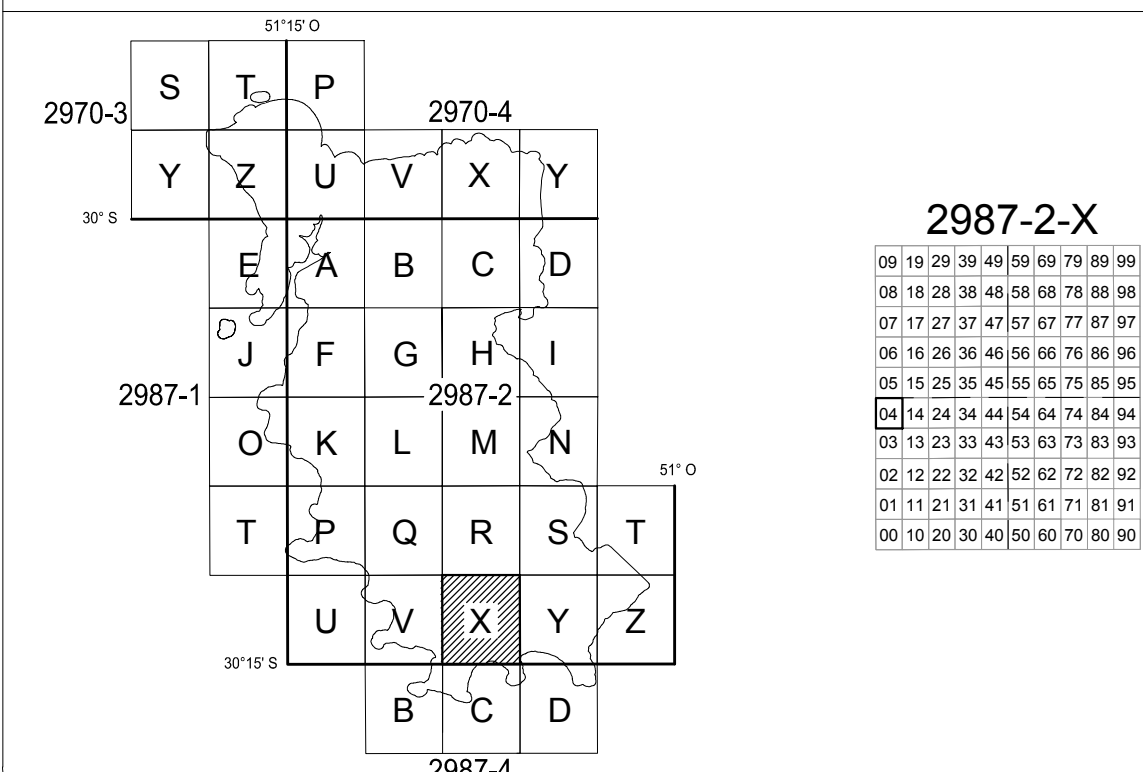 51°15' O
S T P
2970-3 2970-4
Y Z U V X Y
30° S
E A B C D
J F G H I
2987-1 2987-2
O K L M N
51° O
T P Q R S T
U V X Y Z
30°15' S
B C D
2987-4
2987-2-X
09 19 29 39 49 59 69 79 89 99
08 18 28 38 48 58 68 78 88 98
07 17 27 37 47 57 67 77 87 97
06 16 26 36 46 56 66 76 86 96
05 15 25 35 45 55 65 75 85 95
04 14 24 34 44 54 64 74 84 94
03 13 23 33 43 53 63 73 83 93
02 12 22 32 42 52 62 72 82 92
01 11 21 31 41 51 61 71 81 91
00 10 20 30 40 50 60 70 80 90